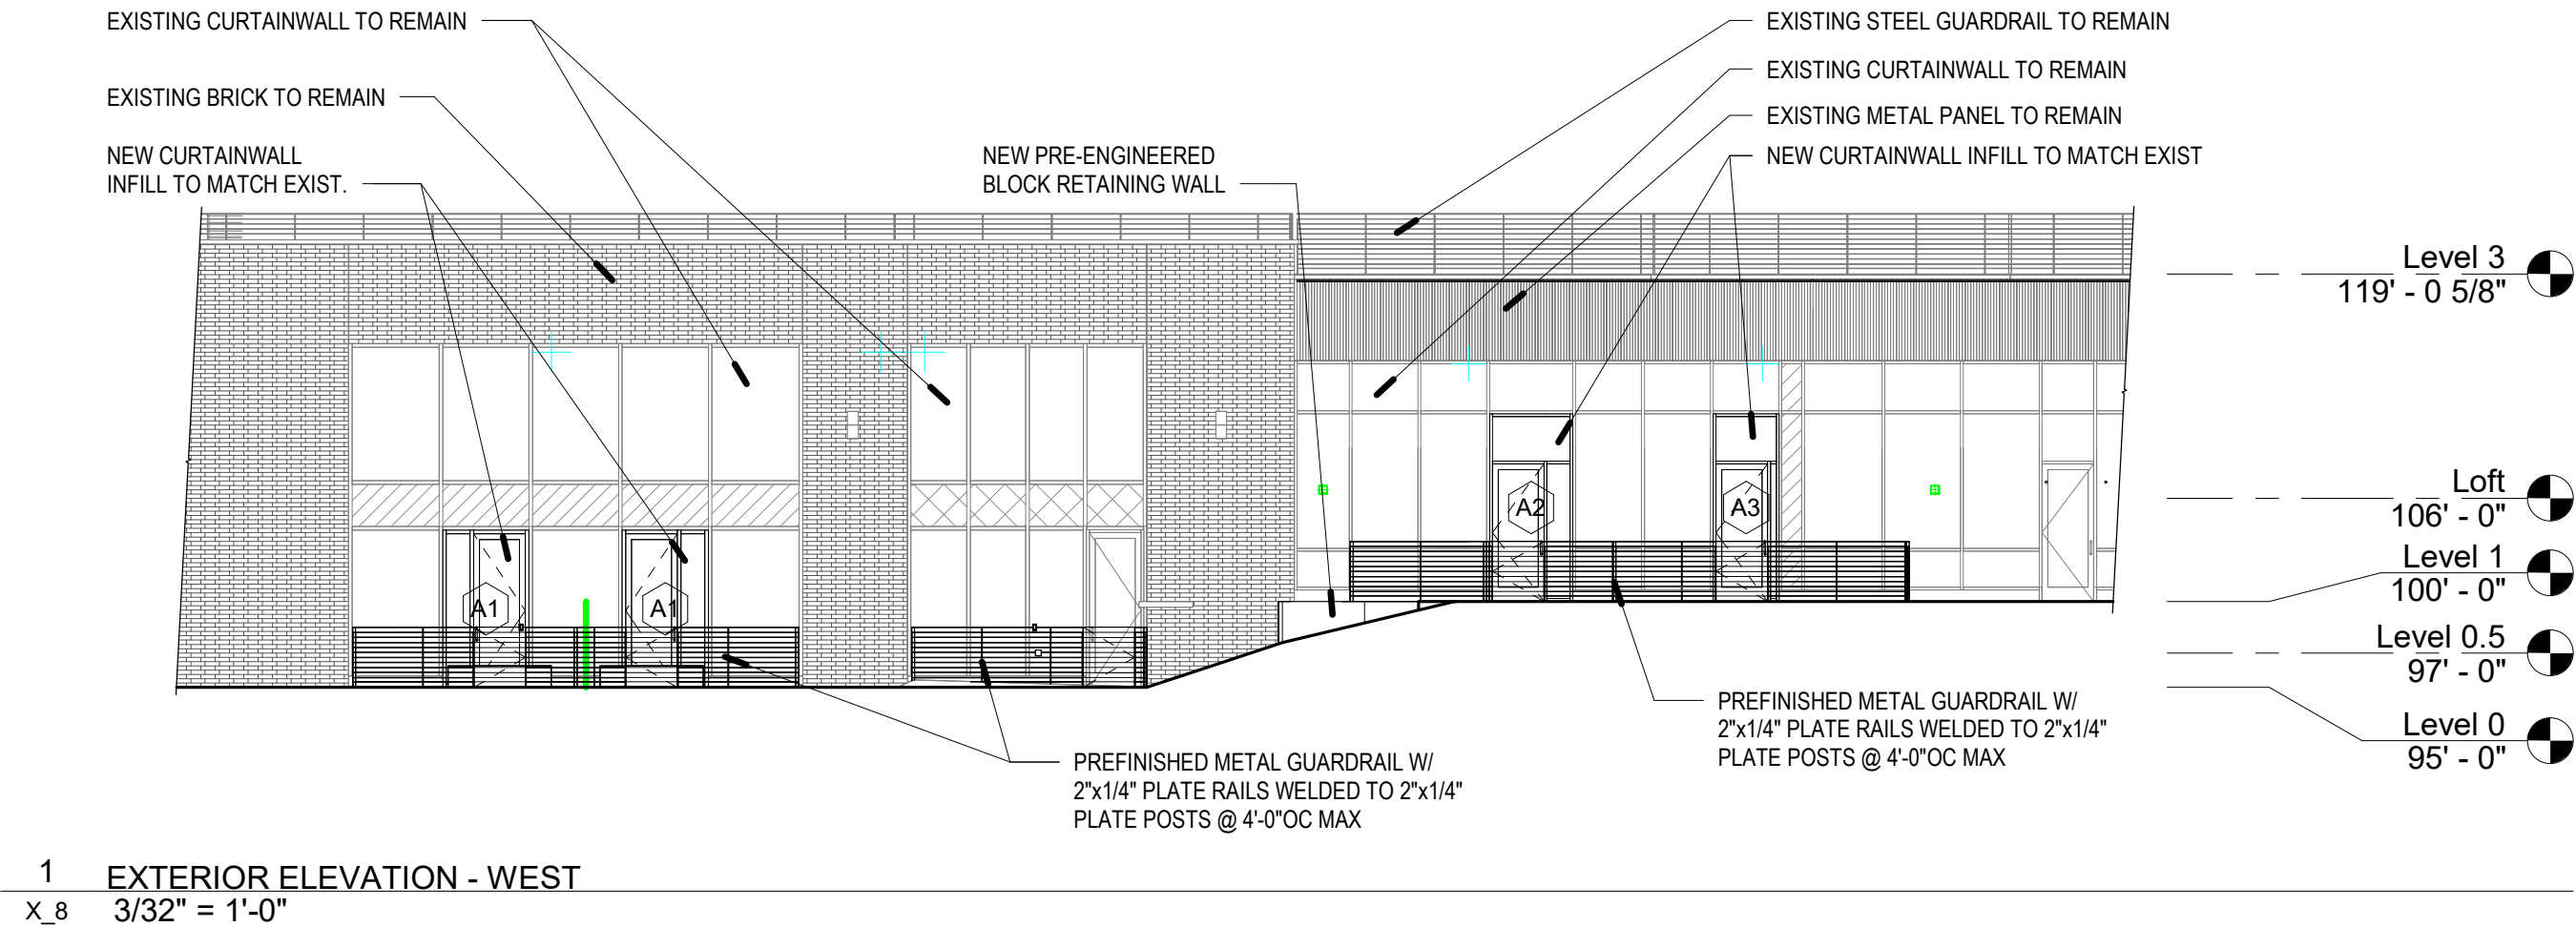 EXISTING CURTAINWALL TO REMAIN
EXISTING BRICK TO REMAIN
NEW CURTAINWALL
INFILL TO MATCH EXIST.
NEW PRE-ENGINEERED
BLOCK RETAINING WALL
EXISTING STEEL GUARDRAIL TO REMAIN
EXISTING CURTAINWALL TO REMAIN
EXISTING METAL PANEL TO REMAIN
NEW CURTAINWALL INFILL TO MATCH EXIST
Level 3
119' - 0 5/8"
Loft
106' - 0"
Level 1
100' - 0"
Level 0.5
97' - 0"
Level 0
95' - 0"
A1
A1
A2
A3
PREFINISHED METAL GUARDRAIL W/
2"x1/4" PLATE RAILS WELDED TO 2"x1/4"
PLATE POSTS @ 4'-0"OC MAX
PREFINISHED METAL GUARDRAIL W/
2"x1/4" PLATE RAILS WELDED TO 2"x1/4"
PLATE POSTS @ 4'-0"OC MAX
1
EXTERIOR ELEVATION - WEST
X_8
3/32" = 1'-0"